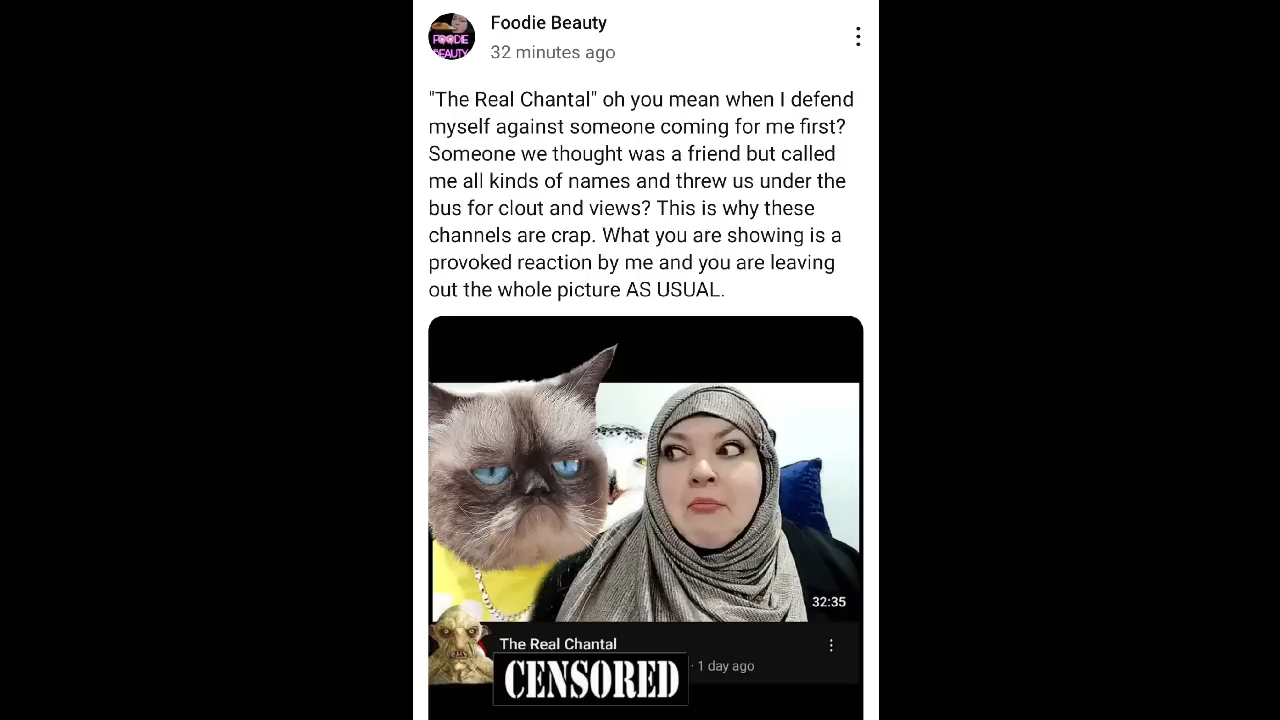 Foodie Beauty
32 minutes ago
FOODIE
BEAUTY
"The Real Chantal" oh you mean when I defend
myself against someone coming for me first?
Someone we thought was a friend but called
me all kinds of names and threw us under the
bus for clout and views? This is why these
channels are crap. What you are showing is a
provoked reaction by me and you are leaving
out the whole picture AS USUAL.
32:35
The Real Chantal
CENSORED · 1 day ago